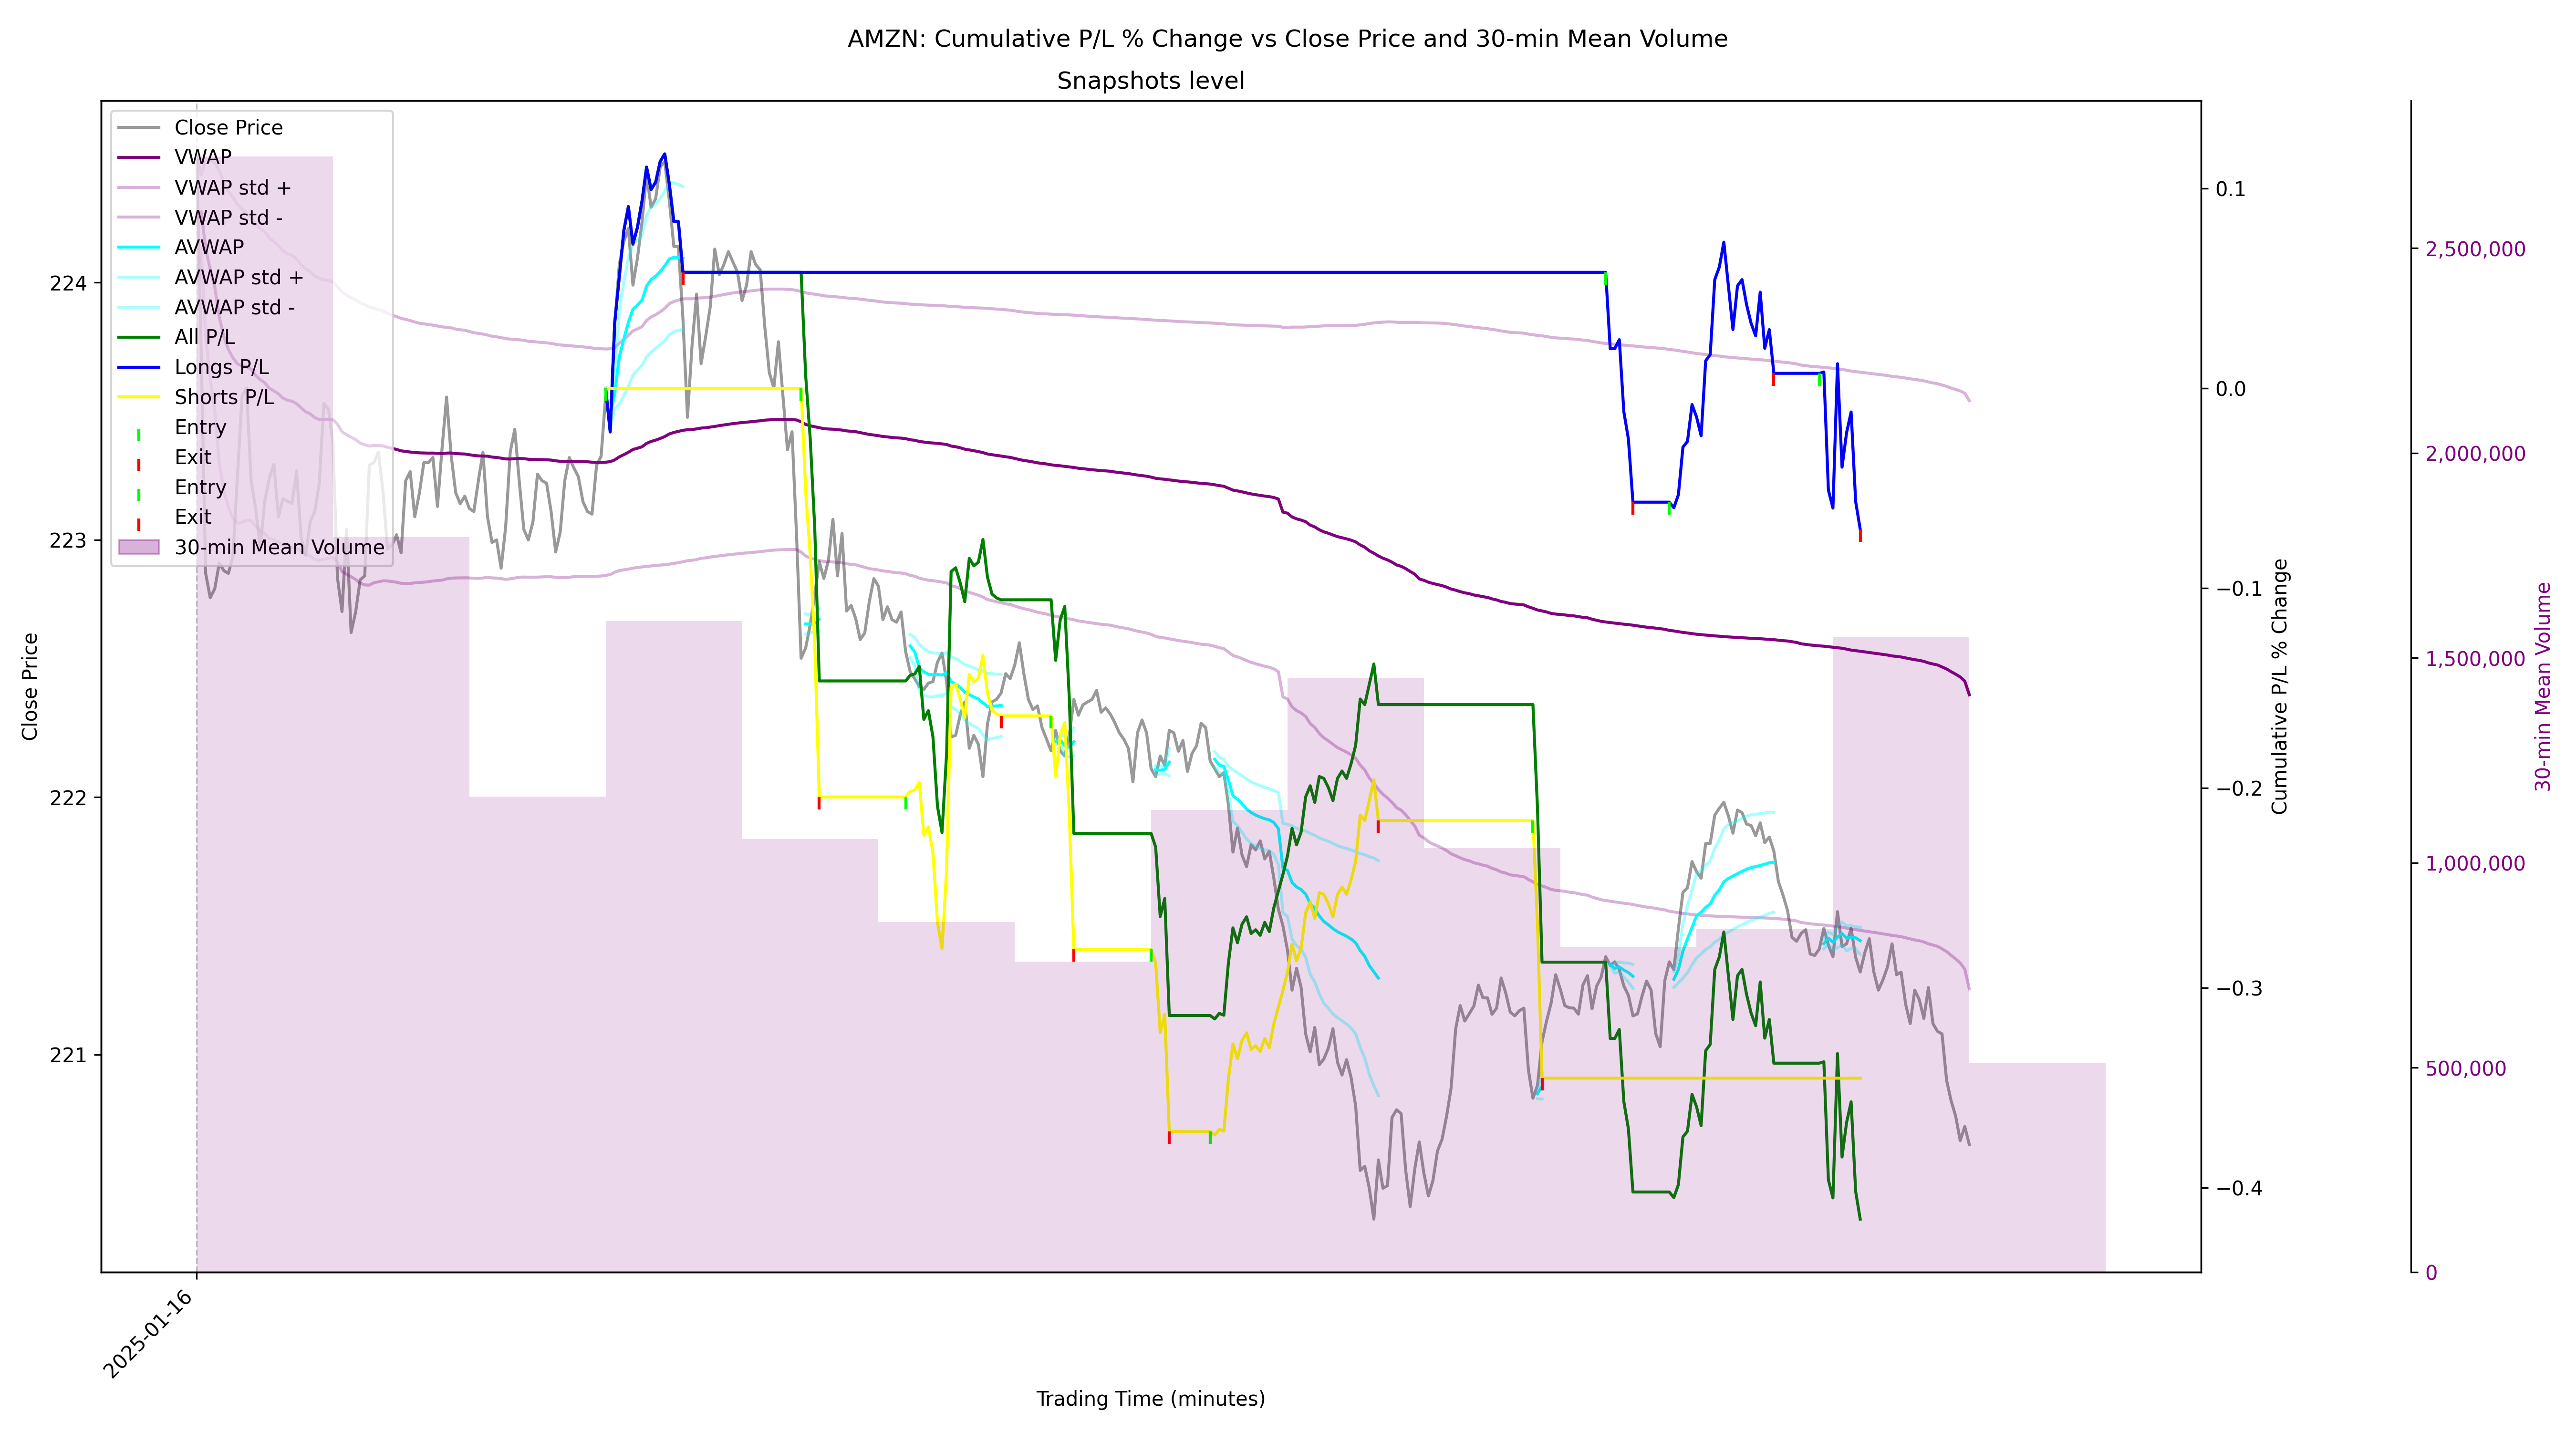 AMZN: Cumulative P/L % Change vs Close Price and 30-min Mean Volume
Snapshots level
Close Price
VWAP
VWAP std +
VWAP std -
AVWAP
AVWAP std +
AVWAP std -
All P/L
Longs P/L
Shorts P/L
Entry
Exit
Entry
Exit
30-min Mean Volume
Close Price
224
223
222
221
0.1
0.0
−0.1
−0.2
−0.3
−0.4
Cumulative P/L % Change
2,500,000
2,000,000
1,500,000
1,000,000
500,000
0
30-min Mean Volume
2025-01-16
Trading Time (minutes)